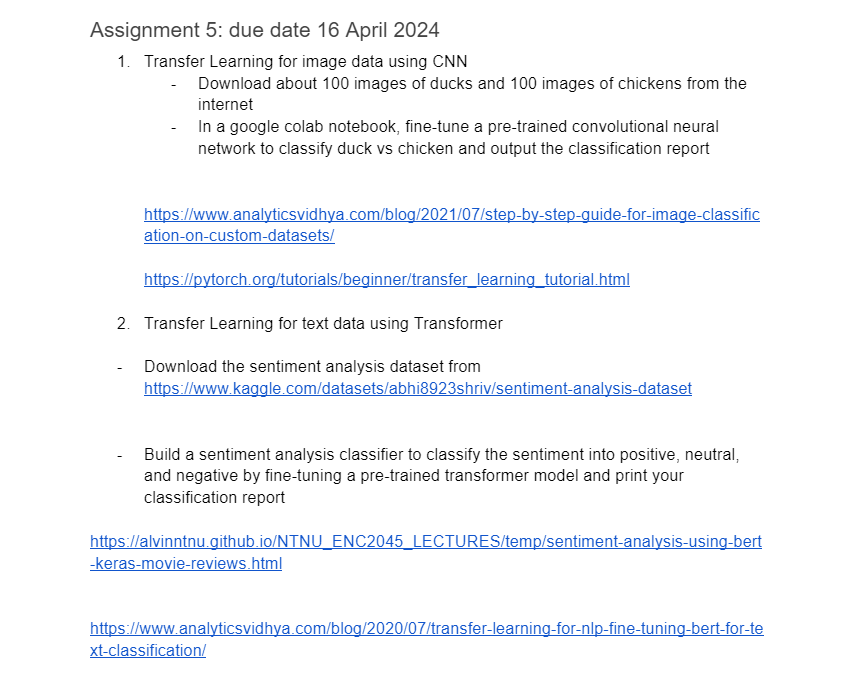 Assignment 5: due date 16 April 2024
1. Transfer Learning for image data using CNN
- Download about 100 images of ducks and 100 images of chickens from the
internet
- In a google colab notebook, fine-tune a pre-trained convolutional neural
network to classify duck vs chicken and output the classification report
https://www.analyticsvidhya.com/blog/2021/07/step-by-step-guide-for-image-classific
ation-on-custom-datasets/
https://pytorch.org/tutorials/beginner/transfer_learning_tutorial.html
2. Transfer Learning for text data using Transformer
- Download the sentiment analysis dataset from
https://www.kaggle.com/datasets/abhi8923shriv/sentiment-analysis-dataset
- Build a sentiment analysis classifier to classify the sentiment into positive, neutral,
and negative by fine-tuning a pre-trained transformer model and print your
classification report
https://alvinntnu.github.io/NTNU_ENC2045_LECTURES/temp/sentiment-analysis-using-bert
-keras-movie-reviews.html
https://www.analyticsvidhya.com/blog/2020/07/transfer-learning-for-nlp-fine-tuning-bert-for-te
xt-classification/